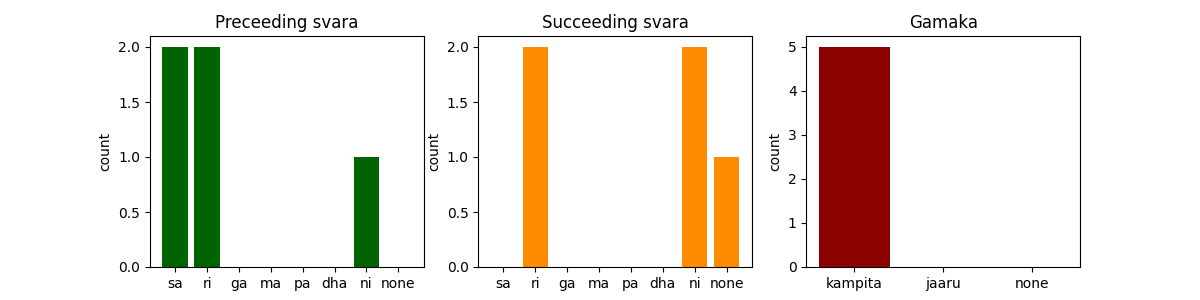 Preceeding svara
count
2.0
1.5
1.0
0.5
0.0
sa ri ga ma pa dha ni none
Succeeding svara
count
2.0
1.5
1.0
0.5
0.0
sa ri ga ma pa dha ni none
Gamaka
count
5
4
3
2
1
0
kampita jaaru none